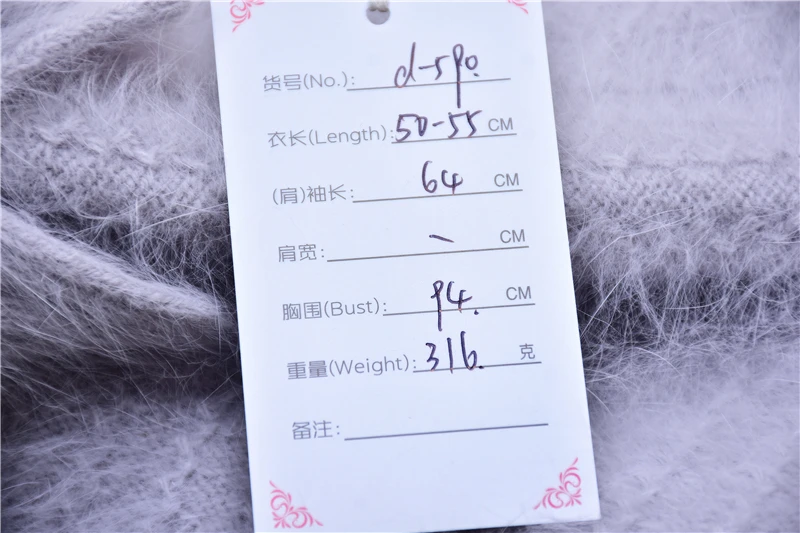 货号(No.): d-590.
衣长(Length): 50-55 CM
(肩)袖长: 64 CM
肩宽: - CM
胸围(Bust): 94. CM
重量(Weight): 316. 克
备注: